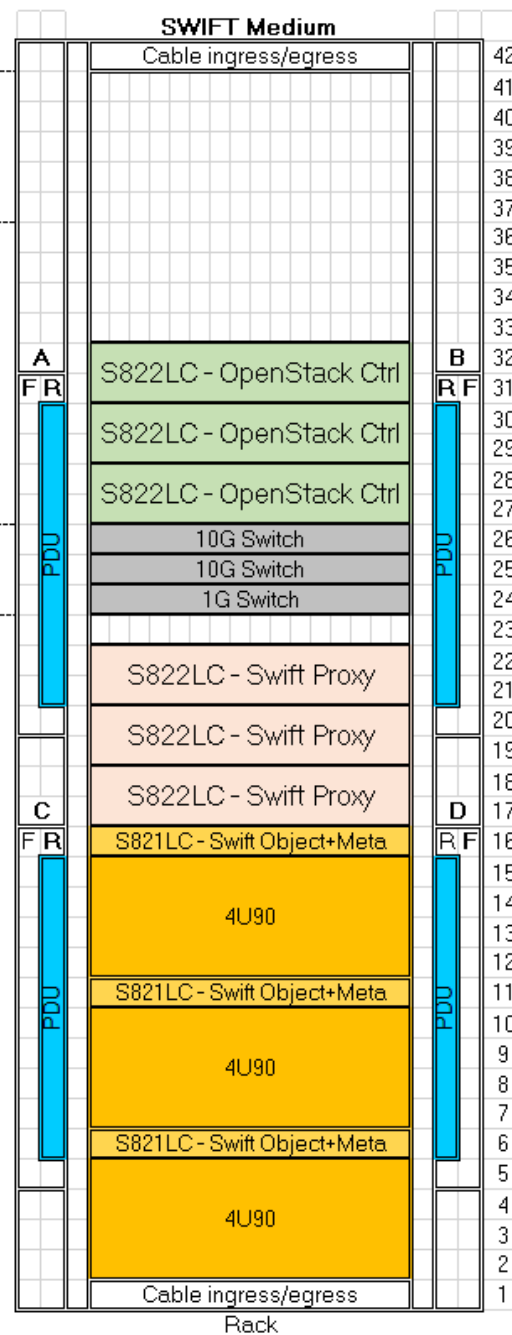 SWIFT Medium
Cable ingress/egress 42
41
40
39
38
37
36
35
34
33
A B 32
S822LC - OpenStack Ctrl
F R R F 31
30
S822LC - OpenStack Ctrl
29
28
S822LC - OpenStack Ctrl
27
PDU 10G Switch PDU 26
10G Switch 25
1G Switch 24
23
22
S822LC - Swift Proxy
21
20
S822LC - Swift Proxy
19
18
S822LC - Swift Proxy
C D 17
F R S821LC - Swift Object+Meta R F 16
15
14
4U90
13
12
PDU S821LC - Swift Object+Meta PDU 11
10
9
4U90
8
7
S821LC - Swift Object+Meta 6
5
4
4U90
3
2
Cable ingress/egress 1
Rack